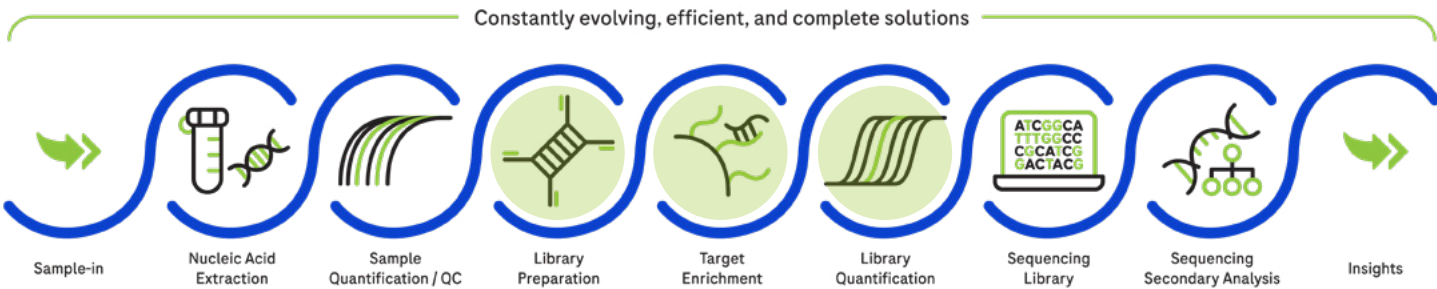 Constantly evolving, efficient, and complete solutions
ATCGGCA
TTTGGCC
CGCATCG
GACTACG
Sample-in
Nucleic Acid
Extraction
Sample
Quantification / QC
Library
Preparation
Target
Enrichment
Library
Quantification
Sequencing
Library
Sequencing
Secondary Analysis
Insights